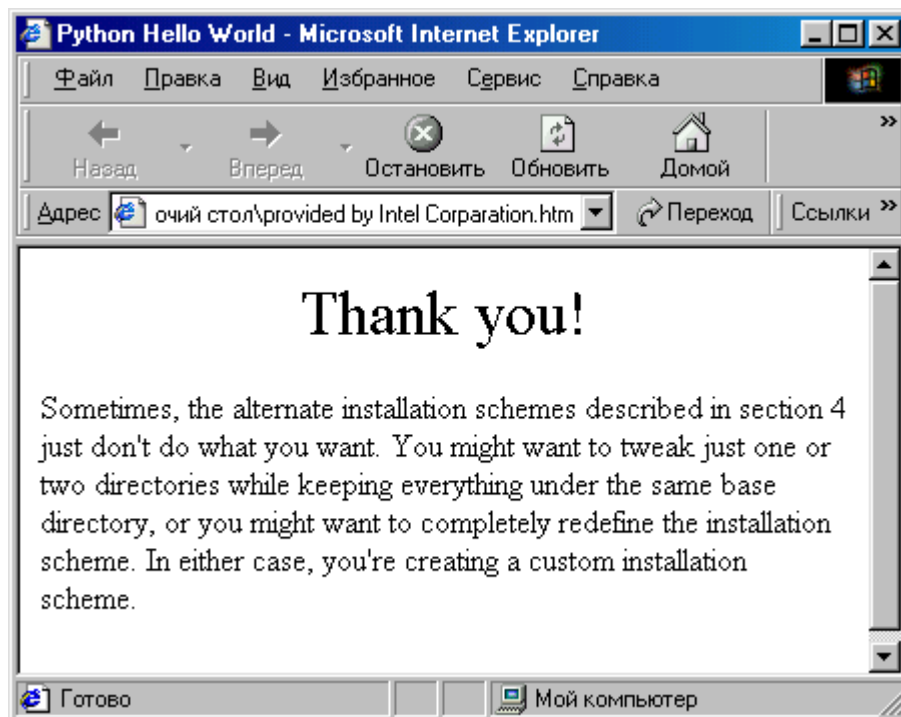 Python Hello World - Microsoft Internet Explorer
Файл Правка Вид Избранное Сервис Справка
Назад Вперед Остановить Обновить Домой »
Адрес очий стол\provided by Intel Corparation.htm Переход Ссылки »
Thank you!
Sometimes, the alternate installation schemes described in section 4
just don't do what you want. You might want to tweak just one or
two directories while keeping everything under the same base
directory, or you might want to completely redefine the installation
scheme. In either case, you're creating a custom installation
scheme.
Готово Мой компьютер